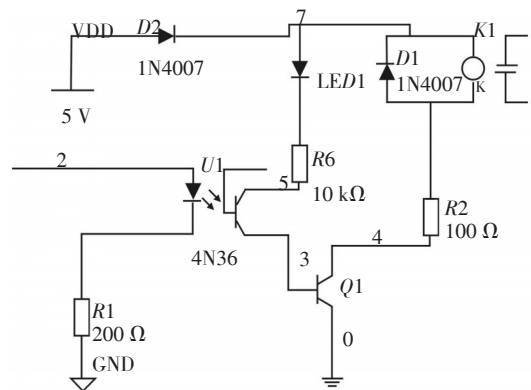 7
VDD D2
K1
D1
1N4007
LED1
1N4007
K
5 V
2
U1
R6
5
10 kΩ
R2
4
100 Ω
4N36
3
Q1
R1
200 Ω
0
GND